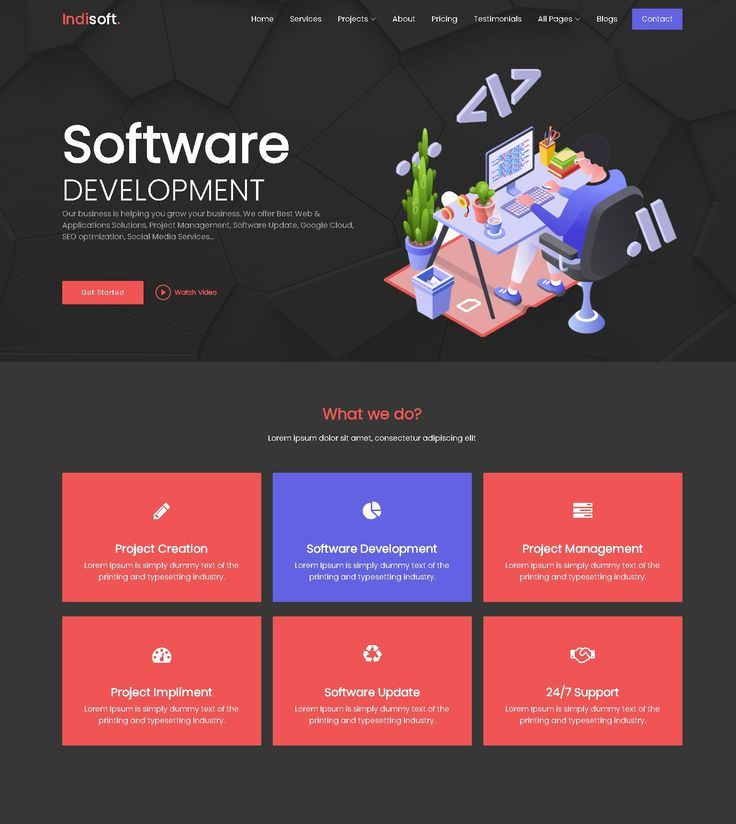 Indisoft.
Home Services Projects About Pricing Testimonials All Pages Blogs Contact
Software
DEVELOPMENT
Our business is helping you grow your business. We offer Best Web &
Applications Solutions, Project Management, Software Update, Google Cloud,
SEO optmization, Social Media Services...
Get Started Watch Video
What we do?
Lorem ipsum dolor sit amet, consectetur adipiscing elit
Project Creation
Lorem Ipsum is simply dummy text of the
printing and typesetting industry.
Software Development
Lorem Ipsum is simply dummy text of the
printing and typesetting industry.
Project Management
Lorem Ipsum is simply dummy text of the
printing and typesetting industry.
Project Impliment
Lorem Ipsum is simply dummy text of the
printing and typesetting industry.
Software Update
Lorem Ipsum is simply dummy text of the
printing and typesetting industry.
24/7 Support
Lorem Ipsum is simply dummy text of the
printing and typesetting industry.